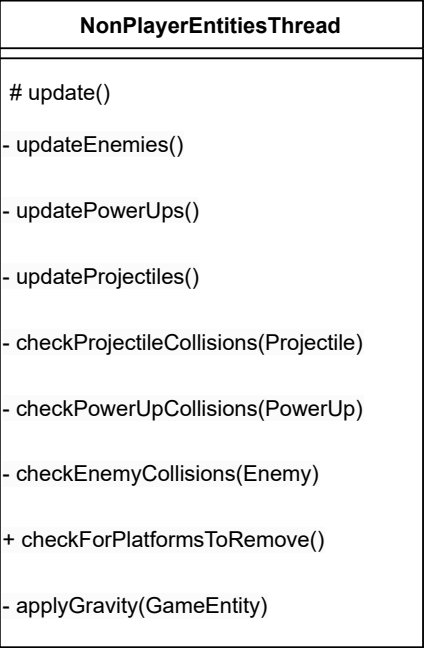 NonPlayerEntitiesThread
# update()
- updateEnemies()
- updatePowerUps()
- updateProjectiles()
- checkProjectileCollisions(Projectile)
- checkPowerUpCollisions(PowerUp)
- checkEnemyCollisions(Enemy)
+ checkForPlatformsToRemove()
- applyGravity(GameEntity)